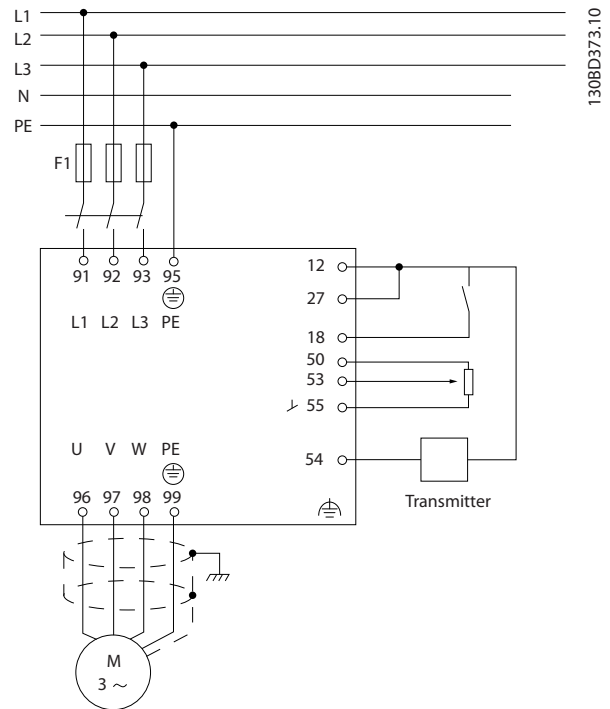 L1
L2
L3
N
PE
130BD373.10
F1
91 92 93 95
L1 L2 L3 PE
12
27
18
50
53
55
54
Transmitter
U V W PE
96 97 98 99
M
3 ~